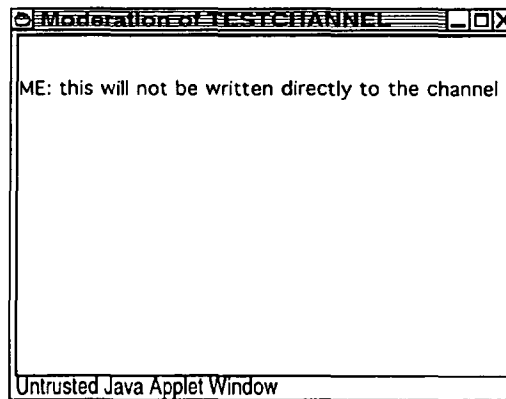 Moderation of TESTCHANNEL
ME: this will not be written directly to the channel
Untrusted Java Applet Window